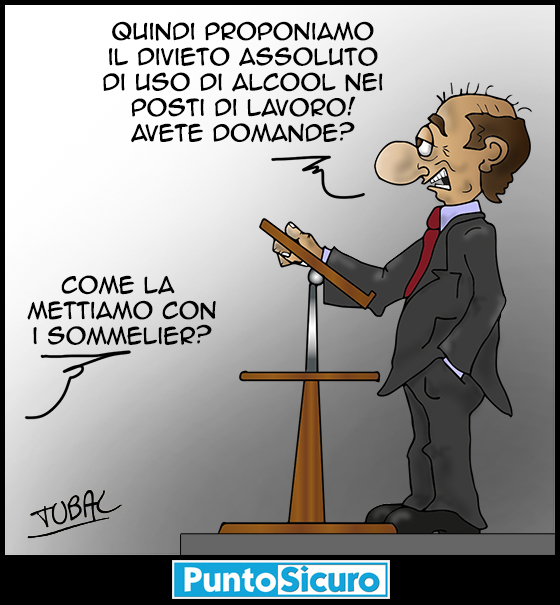 QUINDI PROPONIAMO
IL DIVIETO ASSOLUTO
DI USO DI ALCOOL NEI
POSTI DI LAVORO!
AVETE DOMANDE?
COME LA
METTIAMO CON
I SOMMELIER?
TUBAL
PuntoSicuro